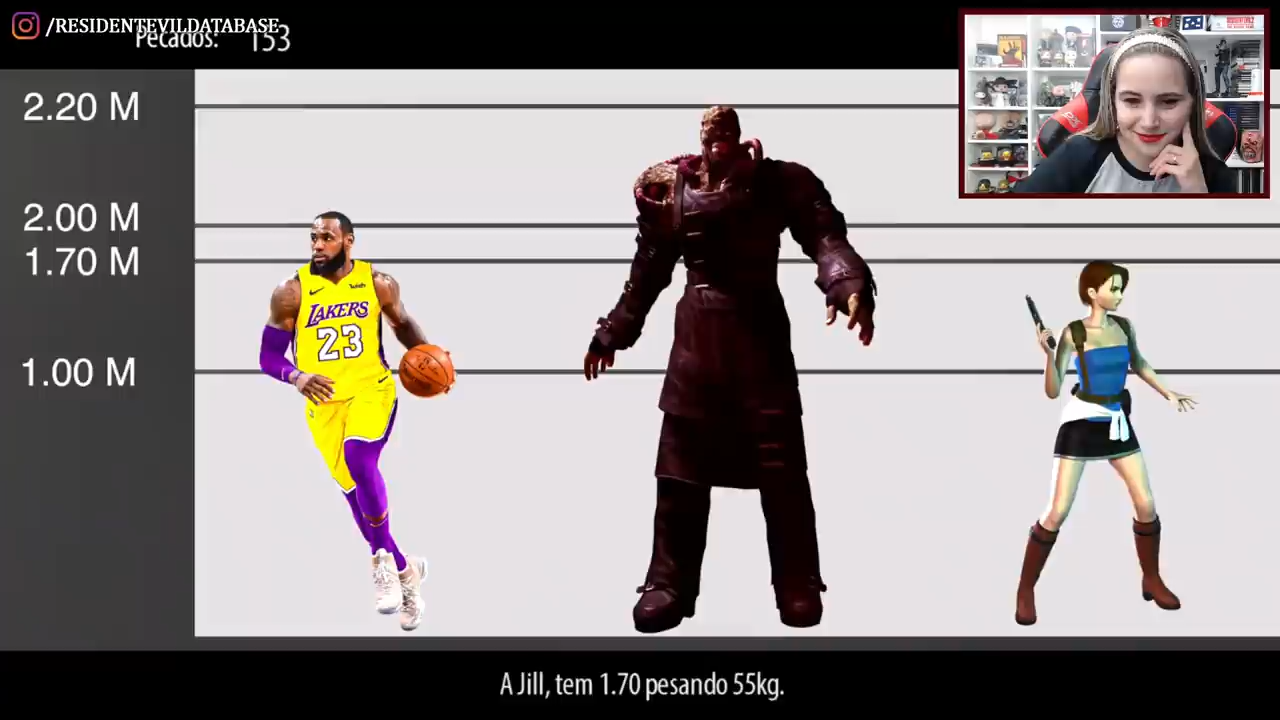 /RESIDENTEVILDATABASE
Pecados: 153
2.20 M
2.00 M
1.70 M
1.00 M
LAKERS
23
A Jill, tem 1.70 pesando 55kg.